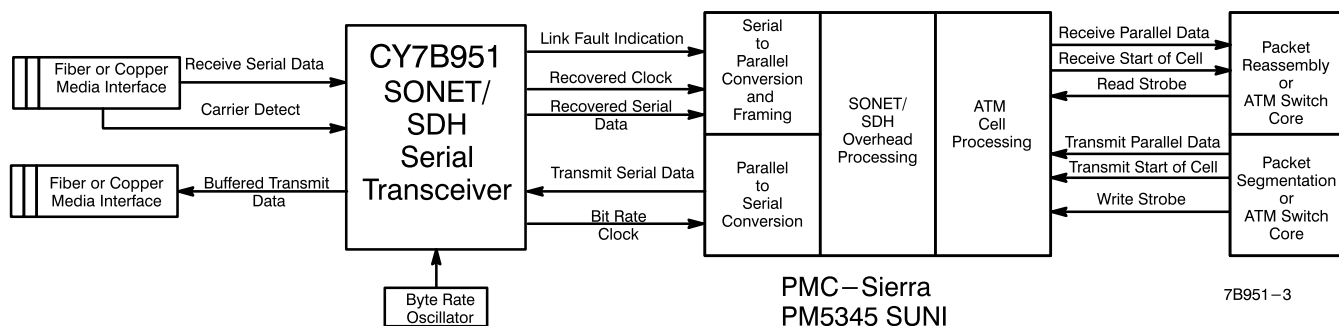 Fiber or Copper
Media Interface
Receive Serial Data
Carrier Detect
Fiber or Copper
Media Interface
Buffered Transmit
Data
CY7B951
SONET/
SDH
Serial
Transceiver
Byte Rate
Oscillator
Link Fault Indication
Recovered Clock
Recovered Serial
Data
Transmit Serial Data
Bit Rate
Clock
Serial
to
Parallel
Conversion
and
Framing
Parallel
to
Serial
Conversion
SONET/
SDH
Overhead
Processing
ATM
Cell
Processing
Receive Parallel Data
Receive Start of Cell
Read Strobe
Transmit Parallel Data
Transmit Start of Cell
Write Strobe
Packet
Reassembly
or
ATM Switch
Core
Packet
Segmentation
or
ATM Switch
Core
PMC−Sierra
PM5345 SUNI
7B951−3